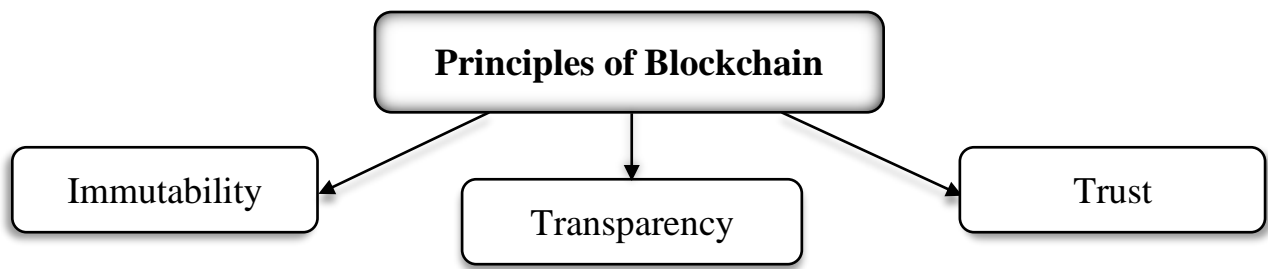 Principles of Blockchain
Immutability
Transparency
Trust